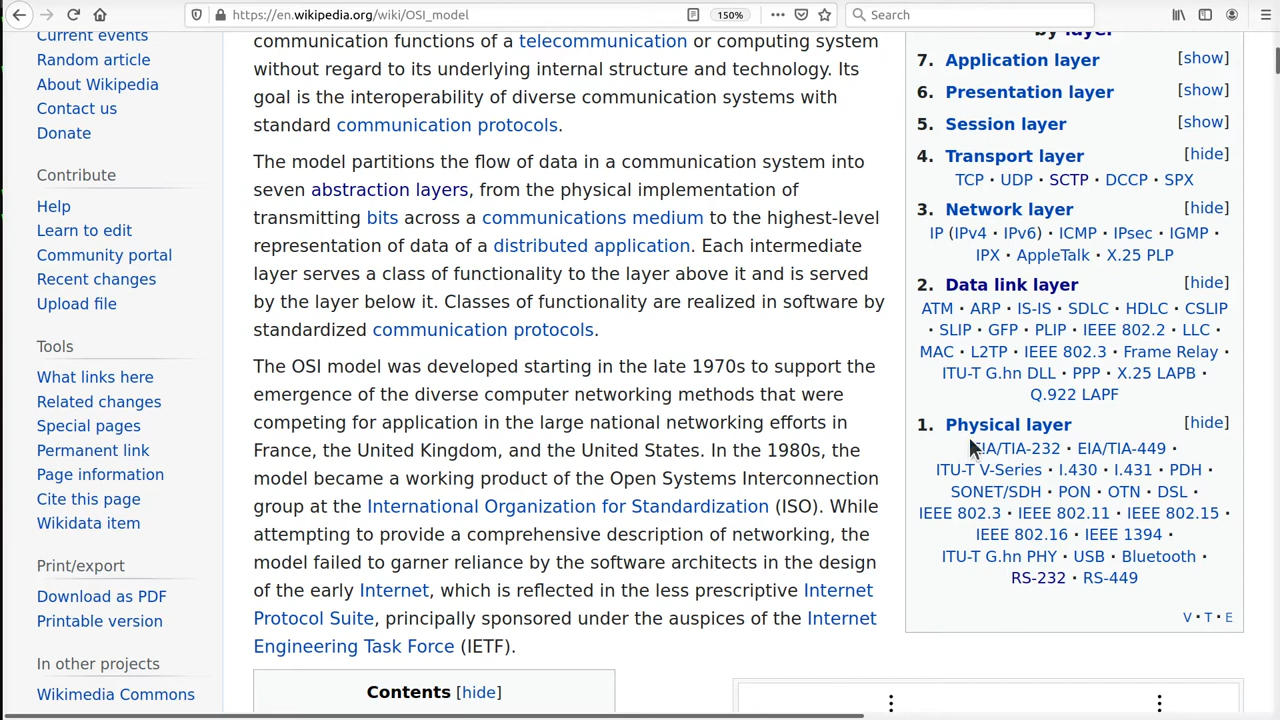 https://en.wikipedia.org/wiki/OSI_model
150%
Search
Current events
Random article
About Wikipedia
Contact us
Donate
Contribute
Help
Learn to edit
Community portal
Recent changes
Upload file
Tools
What links here
Related changes
Special pages
Permanent link
Page information
Cite this page
Wikidata item
Print/export
Download as PDF
Printable version
In other projects
Wikimedia Commons
communication functions of a telecommunication or computing system
without regard to its underlying internal structure and technology. Its
goal is the interoperability of diverse communication systems with
standard communication protocols.
The model partitions the flow of data in a communication system into
seven abstraction layers, from the physical implementation of
transmitting bits across a communications medium to the highest-level
representation of data of a distributed application. Each intermediate
layer serves a class of functionality to the layer above it and is served
by the layer below it. Classes of functionality are realized in software by
standardized communication protocols.
The OSI model was developed starting in the late 1970s to support the
emergence of the diverse computer networking methods that were
competing for application in the large national networking efforts in
France, the United Kingdom, and the United States. In the 1980s, the
model became a working product of the Open Systems Interconnection
group at the International Organization for Standardization (ISO). While
attempting to provide a comprehensive description of networking, the
model failed to garner reliance by the software architects in the design
of the early Internet, which is reflected in the less prescriptive Internet
Protocol Suite, principally sponsored under the auspices of the Internet
Engineering Task Force (IETF).
Contents [hide]
by layer
7. Application layer [show]
6. Presentation layer [show]
5. Session layer [show]
4. Transport layer [hide]
TCP · UDP · SCTP · DCCP · SPX
3. Network layer [hide]
IP (IPv4 · IPv6) · ICMP · IPsec · IGMP ·
IPX · AppleTalk · X.25 PLP
2. Data link layer [hide]
ATM · ARP · IS-IS · SDLC · HDLC · CSLIP
· SLIP · GFP · PLIP · IEEE 802.2 · LLC ·
MAC · L2TP · IEEE 802.3 · Frame Relay ·
ITU-T G.hn DLL · PPP · X.25 LAPB ·
Q.922 LAPF
1. Physical layer [hide]
EIA/TIA-232 · EIA/TIA-449 ·
ITU-T V-Series · I.430 · I.431 · PDH ·
SONET/SDH · PON · OTN · DSL ·
IEEE 802.3 · IEEE 802.11 · IEEE 802.15 ·
IEEE 802.16 · IEEE 1394 ·
ITU-T G.hn PHY · USB · Bluetooth ·
RS-232 · RS-449
V · T · E